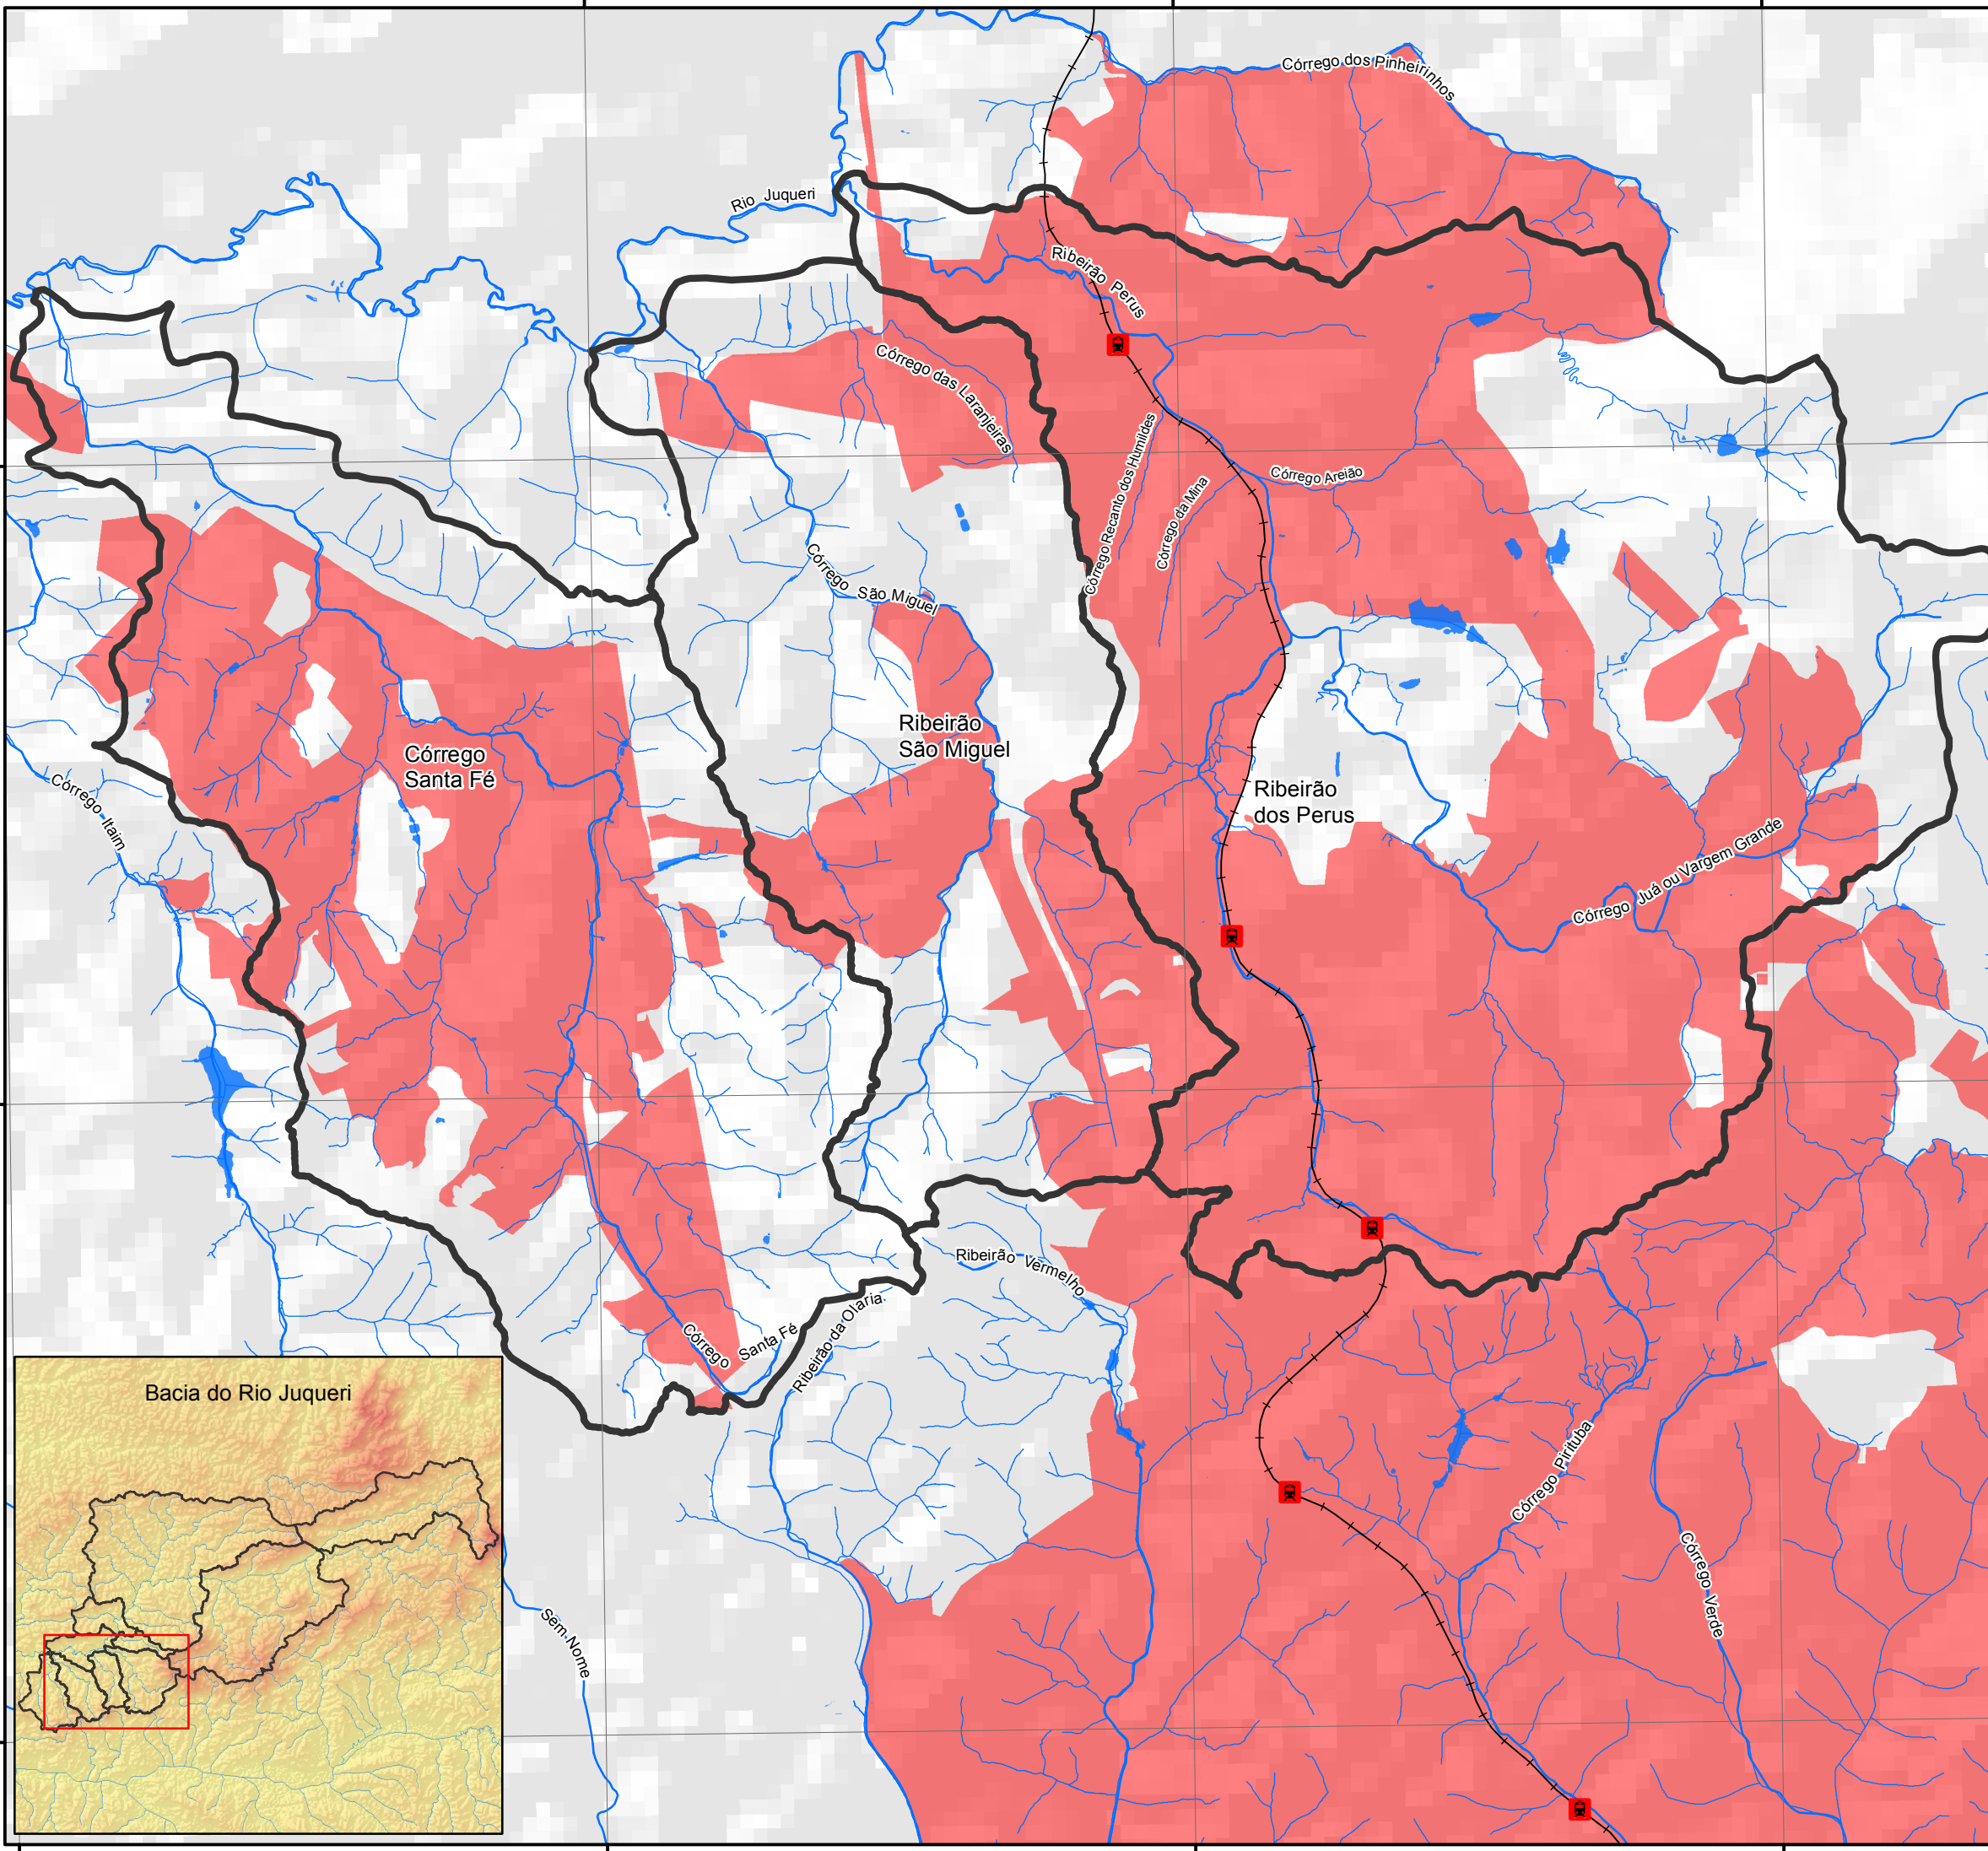 Córrego dos Pinheirinhos
Rio Juqueri
Ribeirão Perus
Córrego das Laranjeiras
Córrego Recanto dos Humildes
Córrego da Mina
Córrego Areião
Córrego São Miguel
Ribeirão
São Miguel
Córrego
Santa Fé
Ribeirão
dos Perus
Córrego Itaim
Córrego Juá ou Vargem Grande
Ribeirão Vermelho
Ribeirão da Olaria
Córrego Santa Fé
Bacia do Rio Juqueri
Córrego Pirituba
Córrego Verde
Sem Nome